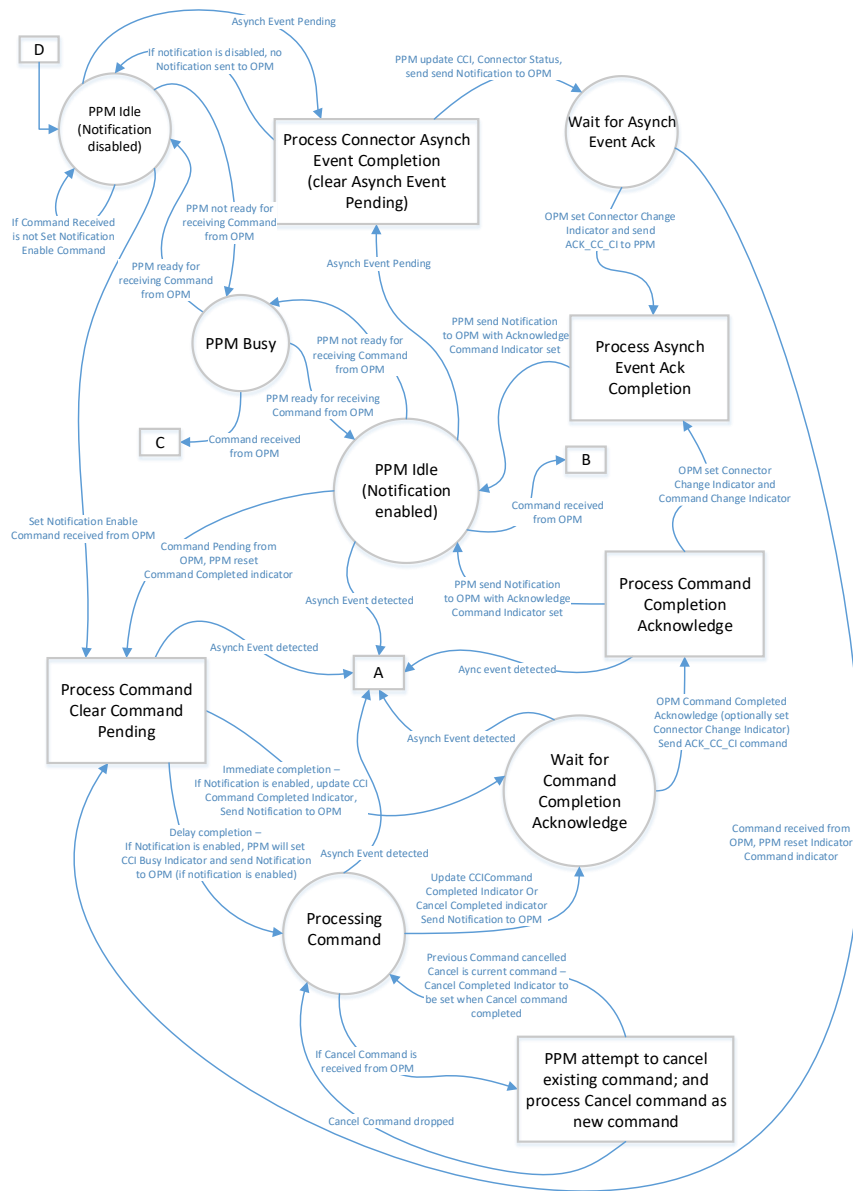 Asynch Event Pending
D
If notification is disabled, no
Notification sent to OPM
PPM update CCI, Connector Status,
send send Notification to OPM
PPM Idle
(Notification
disabled)
Process Connector Asynch
Event Completion
(clear Asynch Event
Pending)
Wait for Asynch
Event Ack
If Command Received
is not Set Notification
Enable Command
PPM not ready for
receiving Command
from OPM
OPM set Connector Change
Indicator and send
ACK_CC_CI to PPM
PPM ready for
receiving Command
from OPM
Asynch Event Pending
PPM Busy
PPM not ready for
receiving Command
from OPM
PPM send Notification
to OPM with Acknowledge
Command Indicator set
Process Asynch
Event Ack
Completion
PPM ready for receiving
Command from OPM
C
Command received
from OPM
B
PPM Idle
(Notification
enabled)
OPM set Connector
Change Indicator and
Command Change Indicator
Command received
from OPM
Set Notification Enable
Command received from OPM
Command Pending from
OPM, PPM reset
Command Completed indicator
Asynch Event detected
PPM send Notification
to OPM with Acknowledge
Command Indicator set
Process Command
Completion
Acknowledge
Asynch Event detected
A
Aync event detected
Process Command
Clear Command
Pending
OPM Command Completed
Acknowledge (optionally set
Connector Change Indicator)
Send ACK_CC_CI command
Asynch Event detected
Wait for
Command
Completion
Acknowledge
Immediate completion –
If Notification is enabled, update CCI
Command Completed Indicator,
Send Notification to OPM
Delay completion –
If Notification is enabled, PPM will set
CCI Busy Indicator and send Notification
to OPM (if notification is enabled)
Command received from
OPM, PPM reset Indicator
Command indicator
Asynch Event detected
Update CCICommand
Completed Indicator Or
Cancel Completed indicator
Send Notification to OPM
Processing
Command
Previous Command cancelled
Cancel is current command –
Cancel Completed Indicator to
be set when Cancel command
completed
If Cancel Command is
received from OPM
PPM attempt to cancel
existing command; and
process Cancel command as
new command
Cancel Command dropped